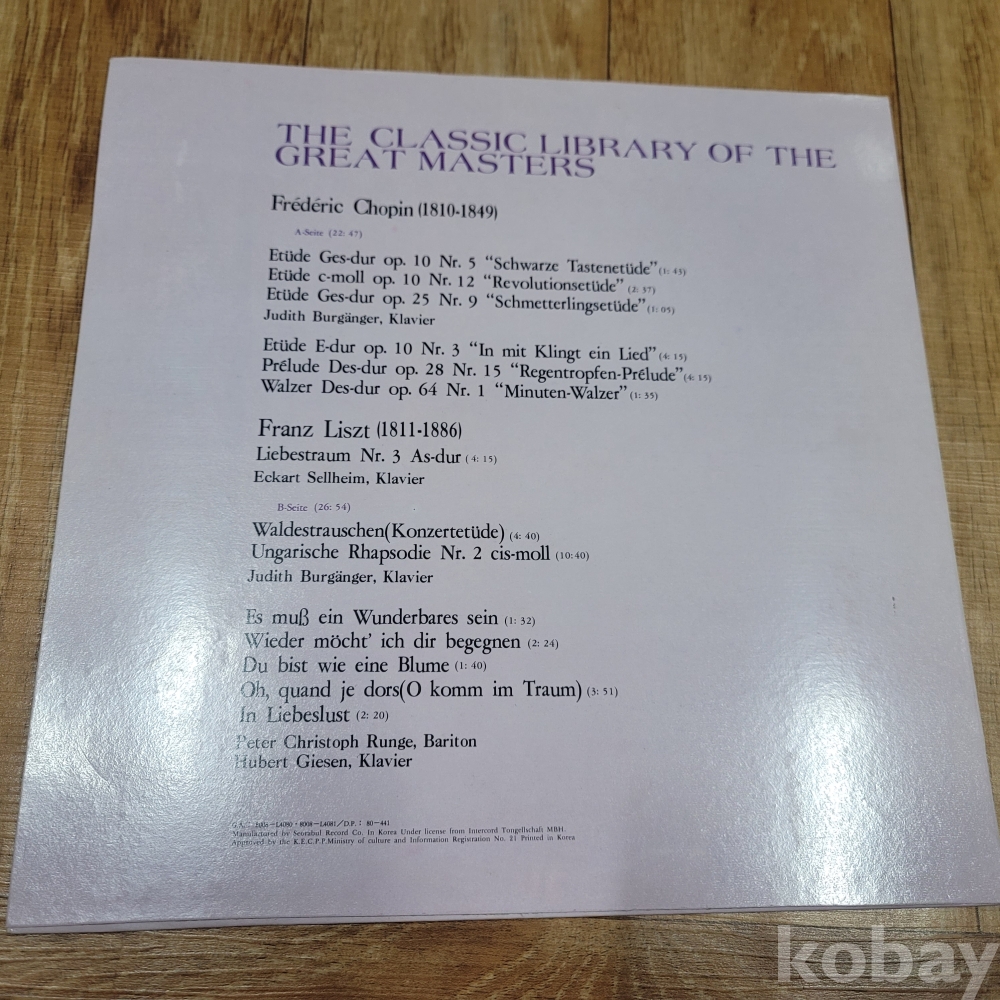 THE CLASSIC LIBRARY OF THE
GREAT MASTERS
Frédéric Chopin (1810-1849)
A-Seite (22: 47)
Etüde Ges-dur op. 10 Nr. 5 “Schwarze Tastenetüde” (1: 45)
Etüde c-moll op. 10 Nr. 12 “Revolutionsetüde” (2: 37)
Etüde Ges-dur op. 25 Nr. 9 “Schmetterlingsetüde” (1: 05)
Judith Burgänger, Klavier
Etüde E-dur op. 10 Nr. 3 “In mit Klingt ein Lied” (4: 15)
Prélude Des-dur op. 28 Nr. 15 “Regentropfen-Prélude” (4: 15)
Walzer Des-dur op. 64 Nr. 1 “Minuten-Walzer” (1: 35)
Franz Liszt (1811-1886)
Liebestraum Nr. 3 As-dur (4: 15)
Eckart Sellheim, Klavier
B-Seite (26: 54)
Waldestrauschen(Konzertetüde) (4: 40)
Ungarische Rhapsodie Nr. 2 cis-moll (10:40)
Judith Burgänger, Klavier
Es muß ein Wunderbares sein (1: 32)
Wieder möcht’ ich dir begegnen (2: 24)
Du bist wie eine Blume (1: 40)
Oh, quand je dors(O komm im Traum) (3: 51)
In Liebeslust (2: 20)
Peter Christoph Runge, Bariton
Hubert Giesen, Klavier
8008-L4080・8008-L4081／D.P.： 80-441
Manufactured by Seorabul Record Co. In Korea Under license from Intercord Tongellschaft MBH.
Approved by the K.E.C.P.P.Ministry of culture and Information Registration No. 21 Printed in Korea
kobay